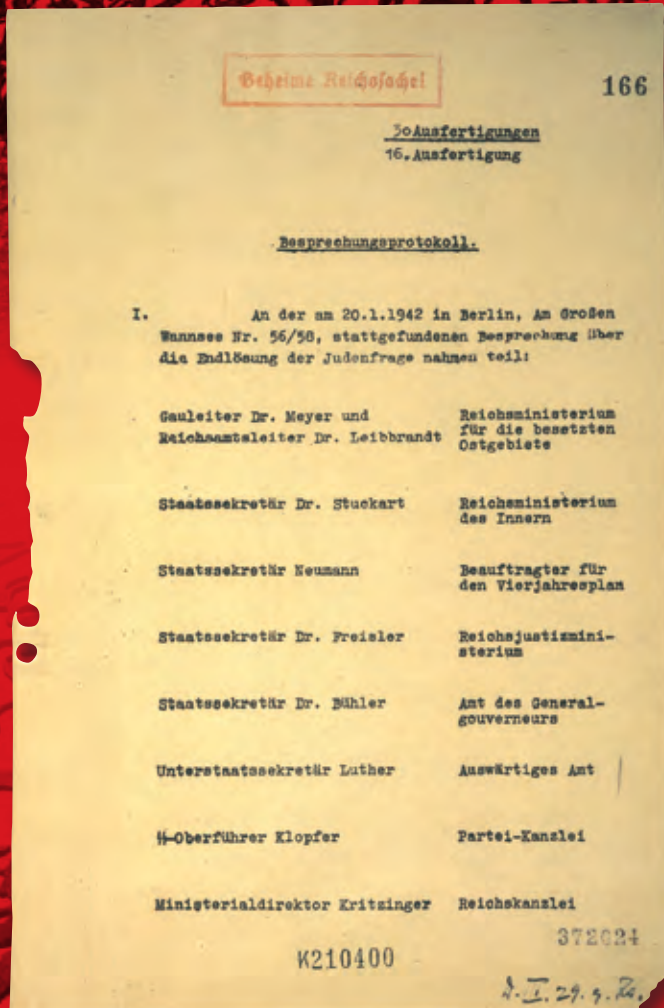 Geheime Reichssache!
166
30 Ausfertigungen
16. Ausfertigung
Besprechungsprotokoll.
I. An der am 20.1.1942 in Berlin, Am Großen
Wannsee Nr. 56/58, stattgefundenen Besprechung über
die Endlösung der Judenfrage nahmen teil:
Gauleiter Dr. Meyer und
Reichsamtsleiter Dr. Leibbrandt
Reichsministerium
für die besetzten
Ostgebiete
Staatssekretär Dr. Stuckart
Reichsministerium
des Innern
Staatssekretär Neumann
Beauftragter für
den Vierjahresplan
Staatssekretär Dr. Freisler
Reichsjustizmini-
sterium
Staatssekretär Dr. Bühler
Amt des General-
gouverneurs
Unterstaatssekretär Luther
Auswärtiges Amt
SS-Oberführer Klopfer
Partei-Kanzlei
Ministerialdirektor Kritzinger
Reichskanzlei
372024
K210400